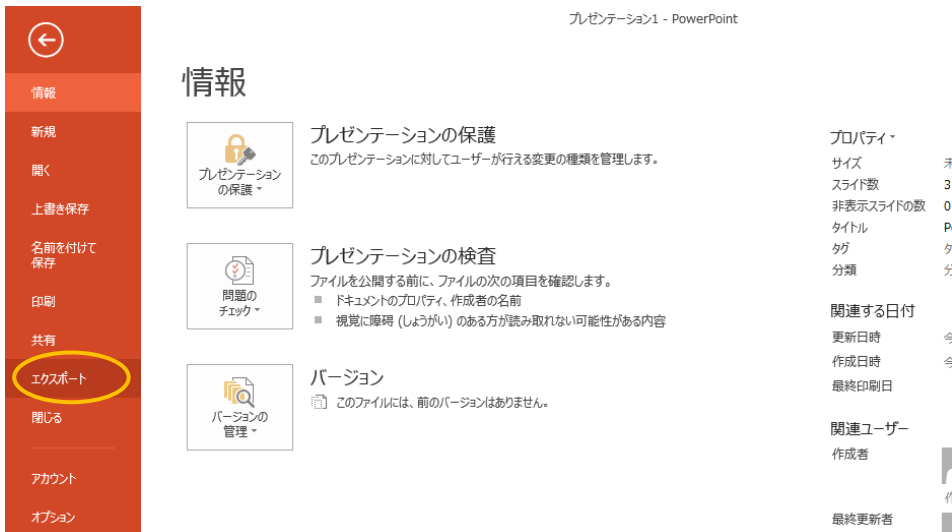 プレゼンテーション1 - PowerPoint
情報
新規
開く
上書き保存
名前を付けて
保存
印刷
共有
エクスポート
閉じる
アカウント
オプション
情報
プレゼンテーション
の保護
プレゼンテーションの保護
このプレゼンテーションに対してユーザーが行える変更の種類を管理します。
問題の
チェック
プレゼンテーションの検査
ファイルを公開する前に、ファイルの次の項目を確認します。
ドキュメントのプロパティ、作成者の名前
視覚に障碍 (しょうがい) のある方が読み取れない可能性がある内容
バージョンの
管理
バージョン
このファイルには、前のバージョンはありません。
プロパティ
サイズ
スライド数 3
非表示スライドの数 0
タイトル
タグ
分類
関連する日付
更新日時
作成日時
最終印刷日
関連ユーザー
作成者
最終更新者